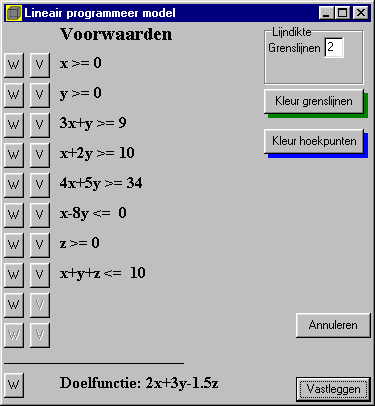 Lineair programmeer model
Voorwaarden
W V x >= 0
W V y >= 0
W V 3x+y >= 9
W V x+2y >= 10
W V 4x+5y >= 34
W V x-8y <= 0
W V z >= 0
W V x+y+z <= 10
W V
W V
W Doelfunctie: 2x+3y-1.5z
Lijndikte
Grenslijnen 2
Kleur grenslijnen
Kleur hoekpunten
Annuleren
Vastleggen